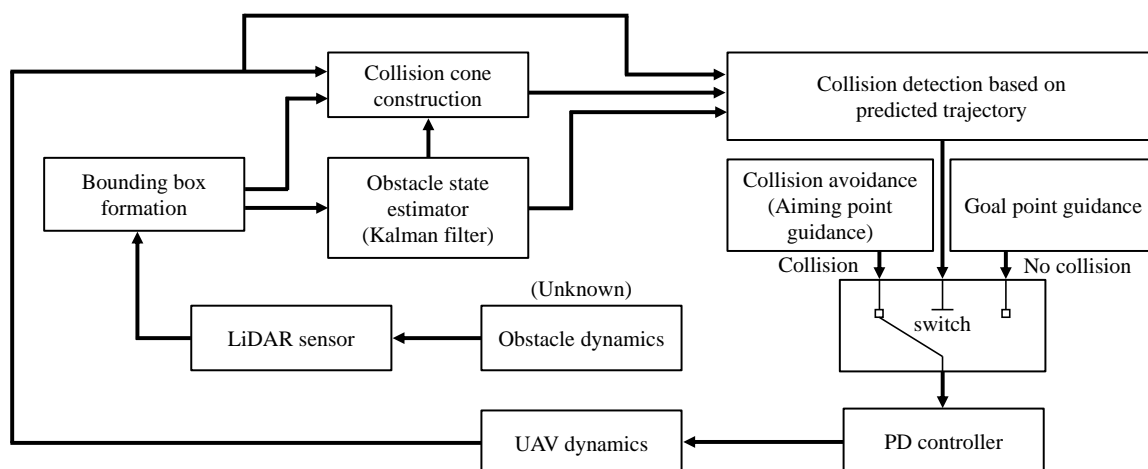 Collision cone
construction
Collision detection based on
predicted trajectory
Bounding box
formation
Obstacle state
estimator
(Kalman filter)
Collision avoidance
(Aiming point
guidance)
Goal point guidance
Collision
No collision
(Unknown)
switch
LiDAR sensor
Obstacle dynamics
UAV dynamics
PD controller